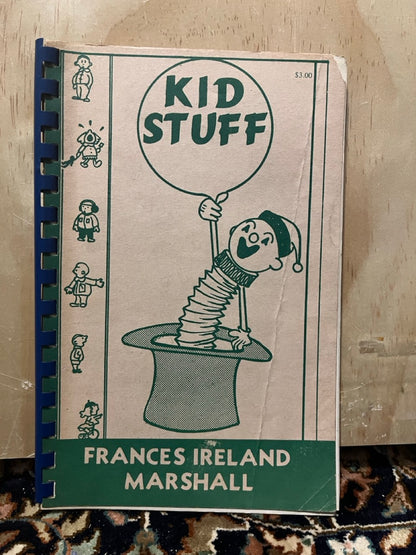 $3.00
KID
STUFF
FRANCES IRELAND
MARSHALL